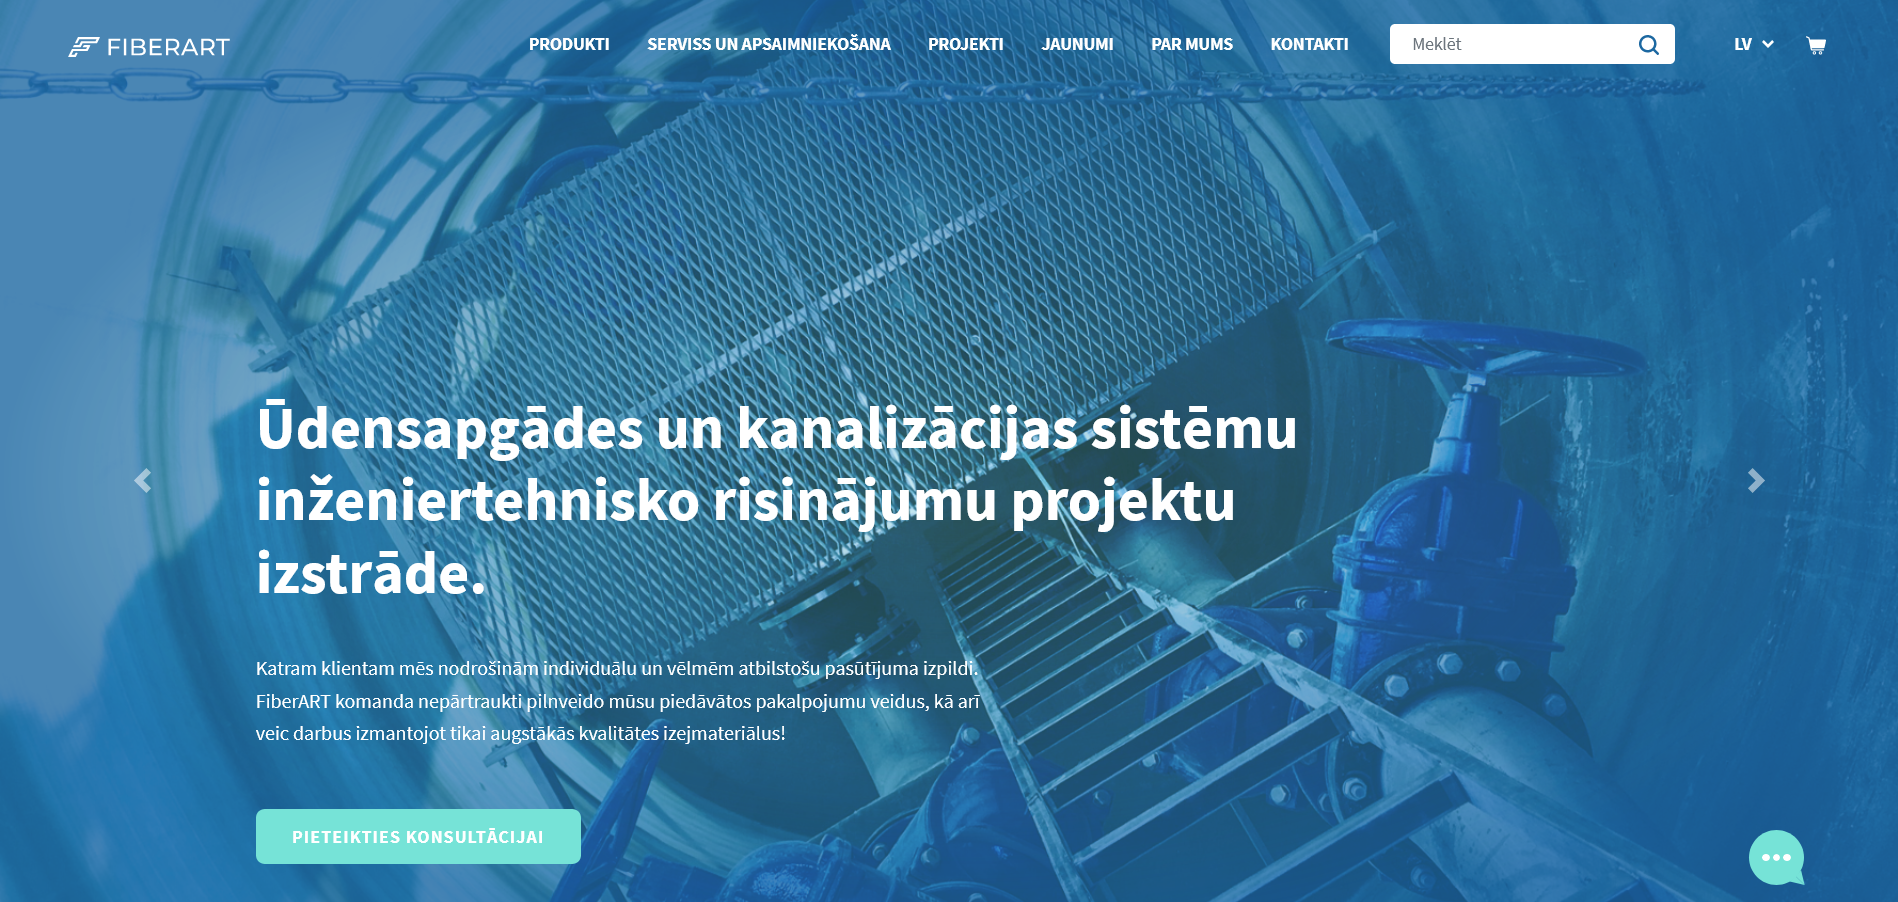 FIBERART
PRODUKTI
SERVISS UN APSAIMNIEKOŠANA
PROJEKTI
JAUNUMI
PAR MUMS
KONTAKTI
Meklēt
LV
Ūdensapgādes un kanalizācijas sistēmu
inženiertehnisko risinājumu projektu
izstrāde.
Katram klientam mēs nodrošinām individuālu un vēlmēm atbilstošu pasūtījuma izpildi.
FiberART komanda nepārtraukti pilnveido mūsu piedāvātos pakalpojumu veidus, kā arī
veic darbus izmantojot tikai augstākās kvalitātes izejmateriālus!
PIETEIKTIES KONSULTĀCIJAI